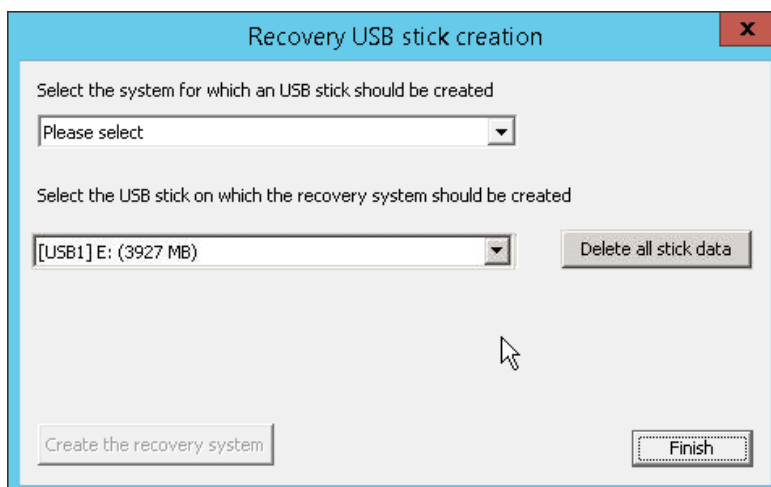 Recovery USB stick creation
x
Select the system for which an USB stick should be created
Please select
Select the USB stick on which the recovery system should be created
[USB1] E: (3927 MB)
Delete all stick data
Create the recovery system
Finish